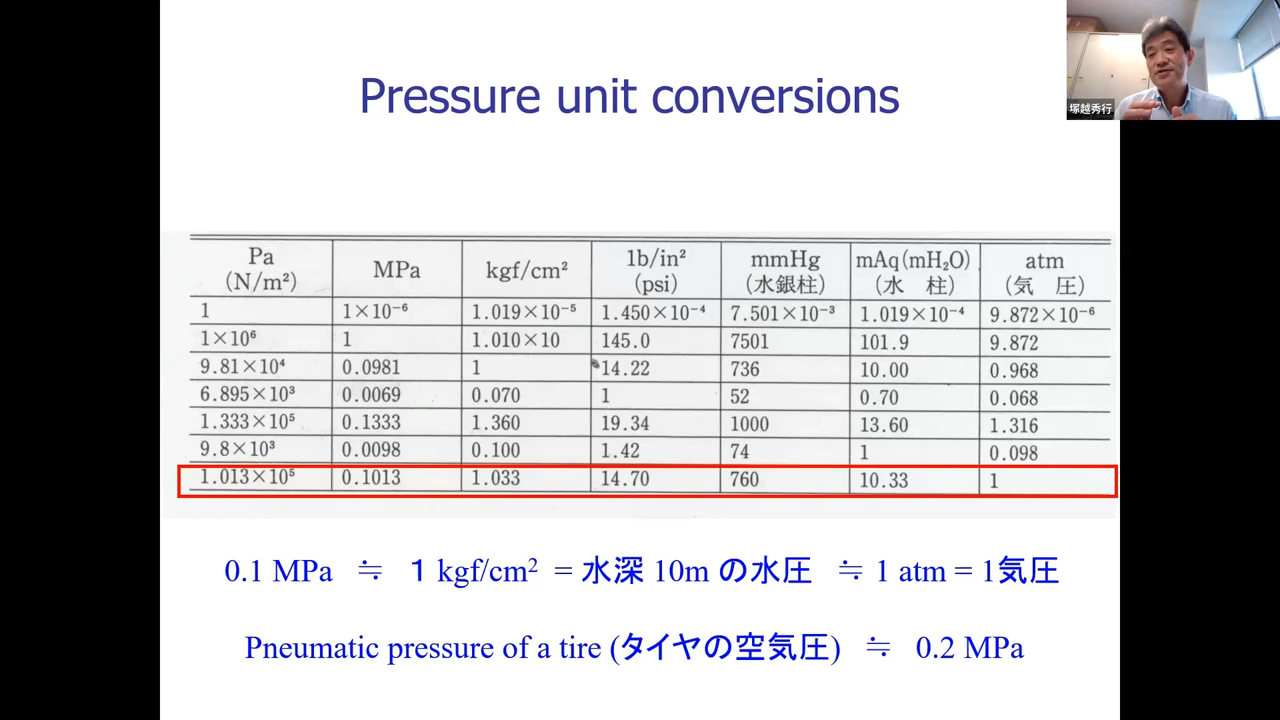 Pressure unit conversions
塚越秀行
Pa (N/m²) MPa kgf/cm² 1b/in² (psi) mmHg (水銀柱) mAq(mH₂O) (水 柱) atm (気 圧)
1 1×10⁻⁶ 1.019×10⁻⁵ 1.450×10⁻⁴ 7.501×10⁻³ 1.019×10⁻⁴ 9.872×10⁻⁶
1×10⁶ 1 1.010×10 145.0 7501 101.9 9.872
9.81×10⁴ 0.0981 1 14.22 736 10.00 0.968
6.895×10³ 0.0069 0.070 1 52 0.70 0.068
1.333×10⁵ 0.1333 1.360 19.34 1000 13.60 1.316
9.8×10³ 0.0098 0.100 1.42 74 1 0.098
1.013×10⁵ 0.1013 1.033 14.70 760 10.33 1
0.1 MPa ≒ 1 kgf/cm² = 水深 10m の水圧 ≒ 1 atm = 1気圧
Pneumatic pressure of a tire (タイヤの空気圧) ≒ 0.2 MPa